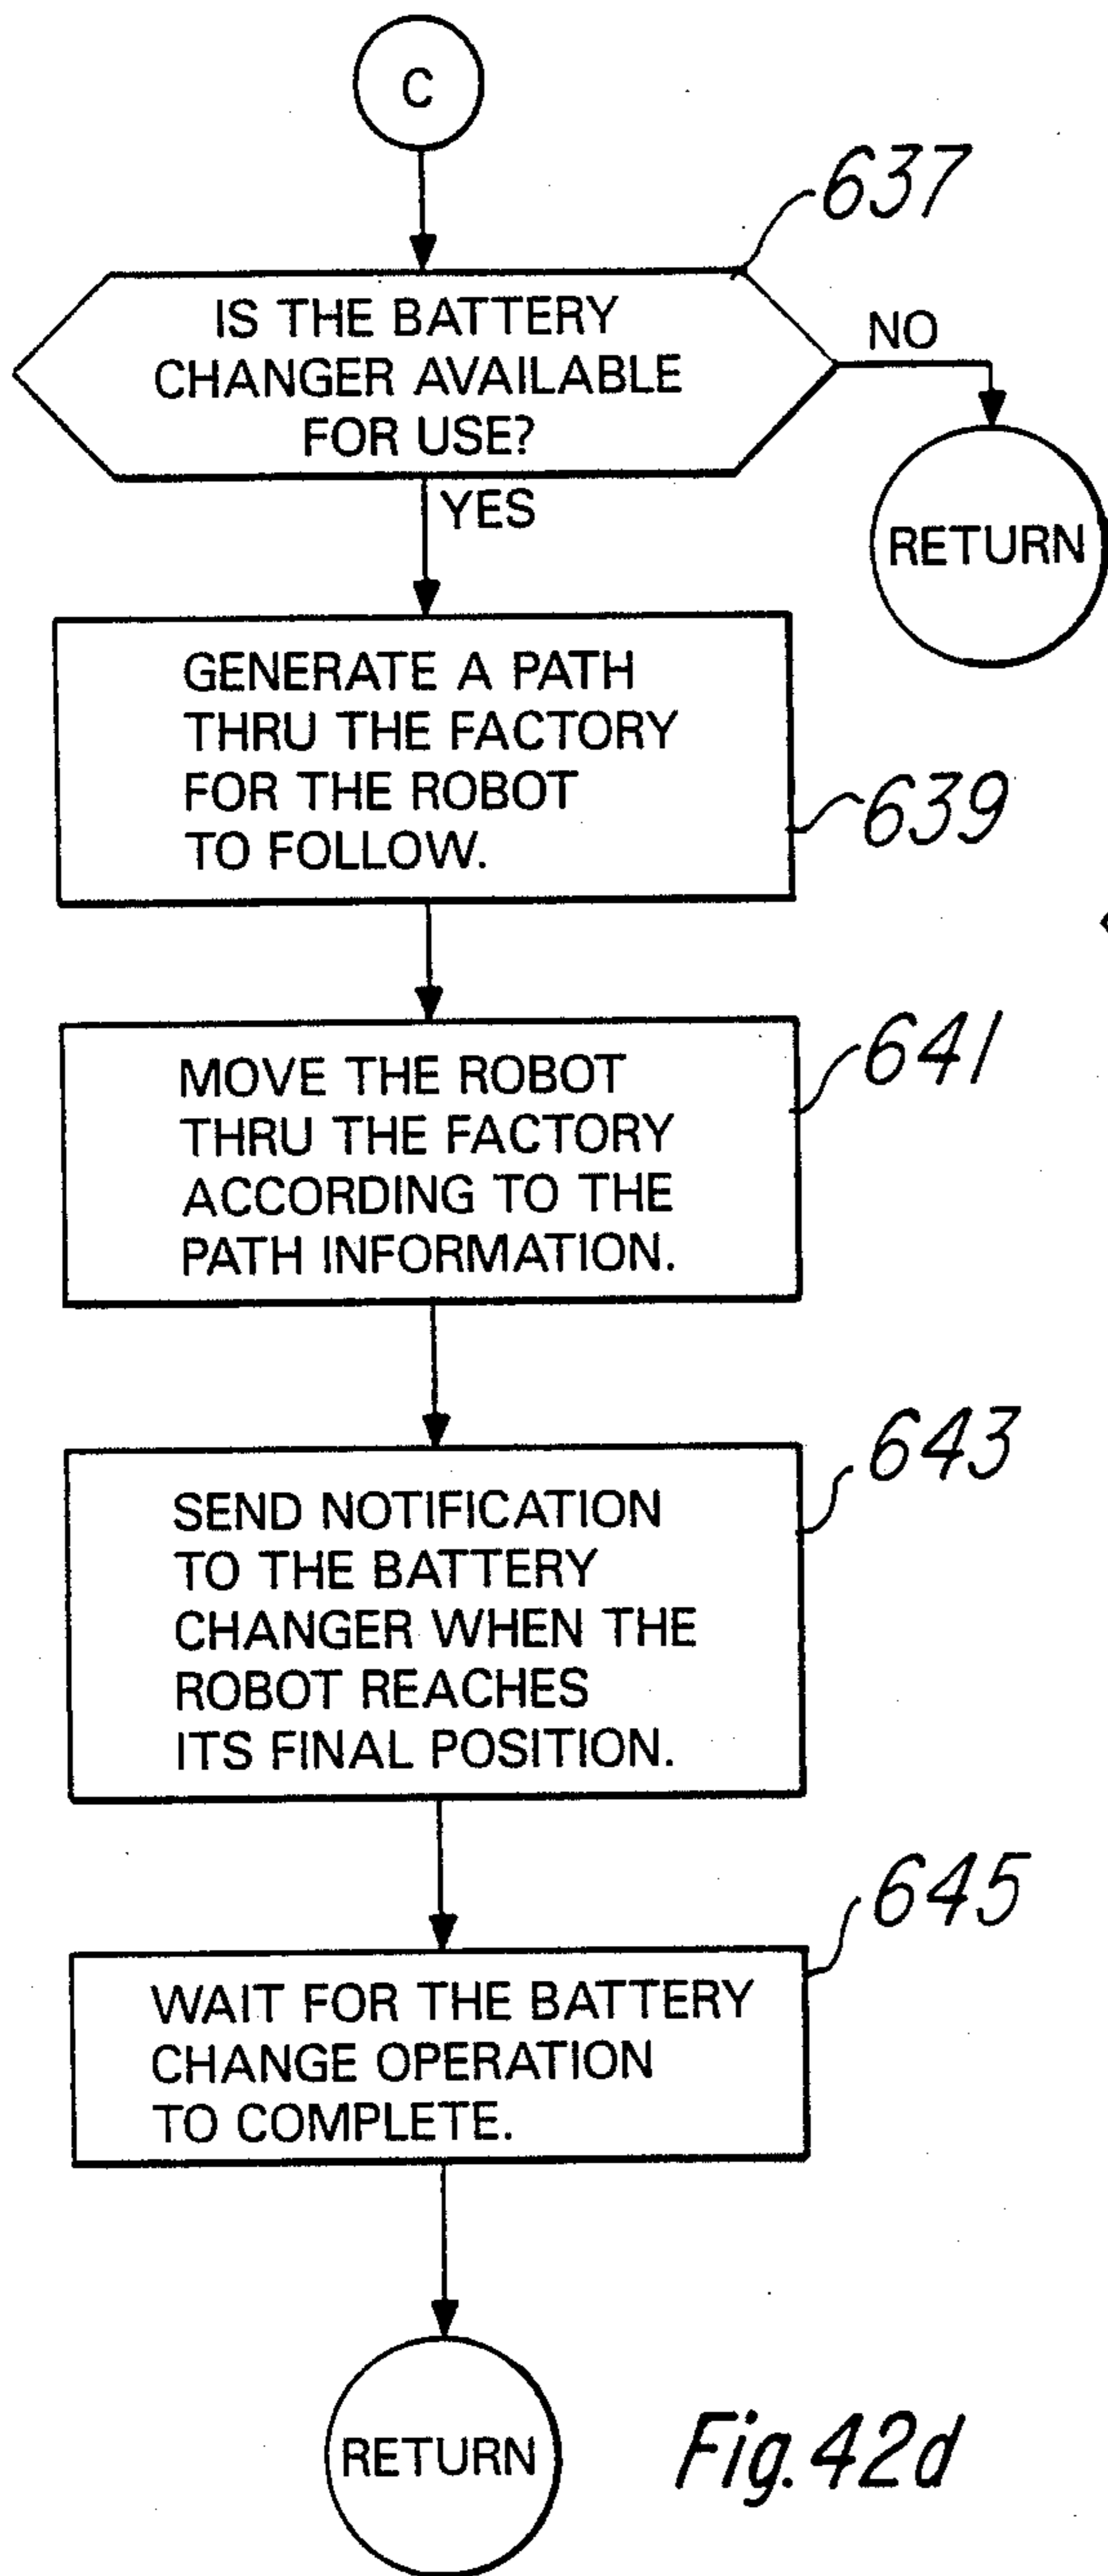 C
637
IS THE BATTERY
CHANGER AVAILABLE
FOR USE?
NO
RETURN
YES
GENERATE A PATH
THRU THE FACTORY
FOR THE ROBOT
TO FOLLOW.
639
MOVE THE ROBOT
THRU THE FACTORY
ACCORDING TO THE
PATH INFORMATION.
641
SEND NOTIFICATION
TO THE BATTERY
CHANGER WHEN THE
ROBOT REACHES
ITS FINAL POSITION.
643
WAIT FOR THE BATTERY
CHANGE OPERATION
TO COMPLETE.
645
RETURN
Fig. 42d